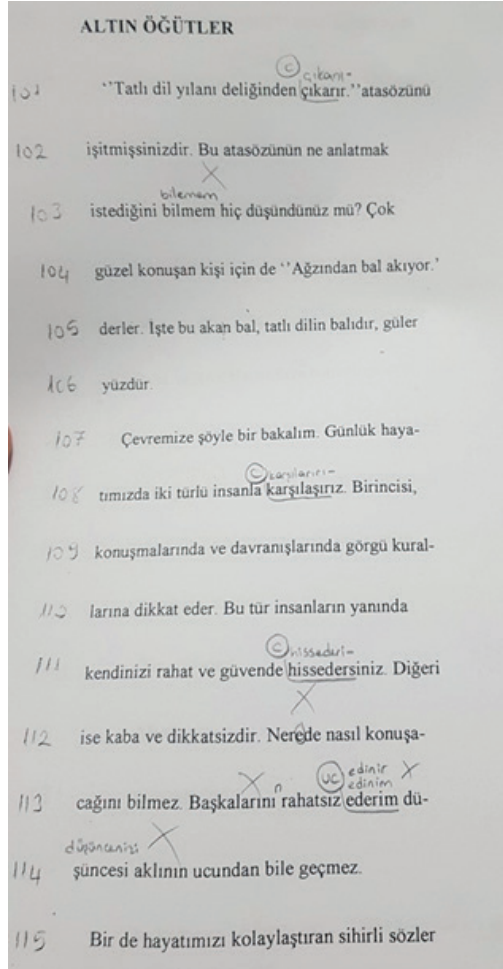 ALTIN ÖĞÜTLER
C çıkarı-
101 ‘‘Tatlı dil yılanı deliğinden çıkarır.’’atasözünü
102 işitmişsinizdir. Bu atasözünün ne anlatmak
bilemem X
103 istediğini bilmem hiç düşündünüz mü? Çok
104 güzel konuşan kişi için de ‘‘Ağzından bal akıyor.’
105 derler. İşte bu akan bal, tatlı dilin balıdır, güler
106 yüzdür.
107 Çevremize şöyle bir bakalım. Günlük haya-
C karşılarırı-
108 tımızda iki türlü insanla karşılaşırız. Birincisi,
109 konuşmalarında ve davranışlarında görgü kural-
110 larına dikkat eder. Bu tür insanların yanında
C hissederi-
111 kendinizi rahat ve güvende hissedersiniz. Diğeri
X
112 ise kaba ve dikkatsizdir. Nerede nasıl konuşa-
X n UC edinir X
edinim
113 cağını bilmez. Başkalarını rahatsız ederim dü-
düşüncenizi X
114 şüncesi aklının ucundan bile geçmez.
115 Bir de hayatımızı kolaylaştıran sihirli sözler